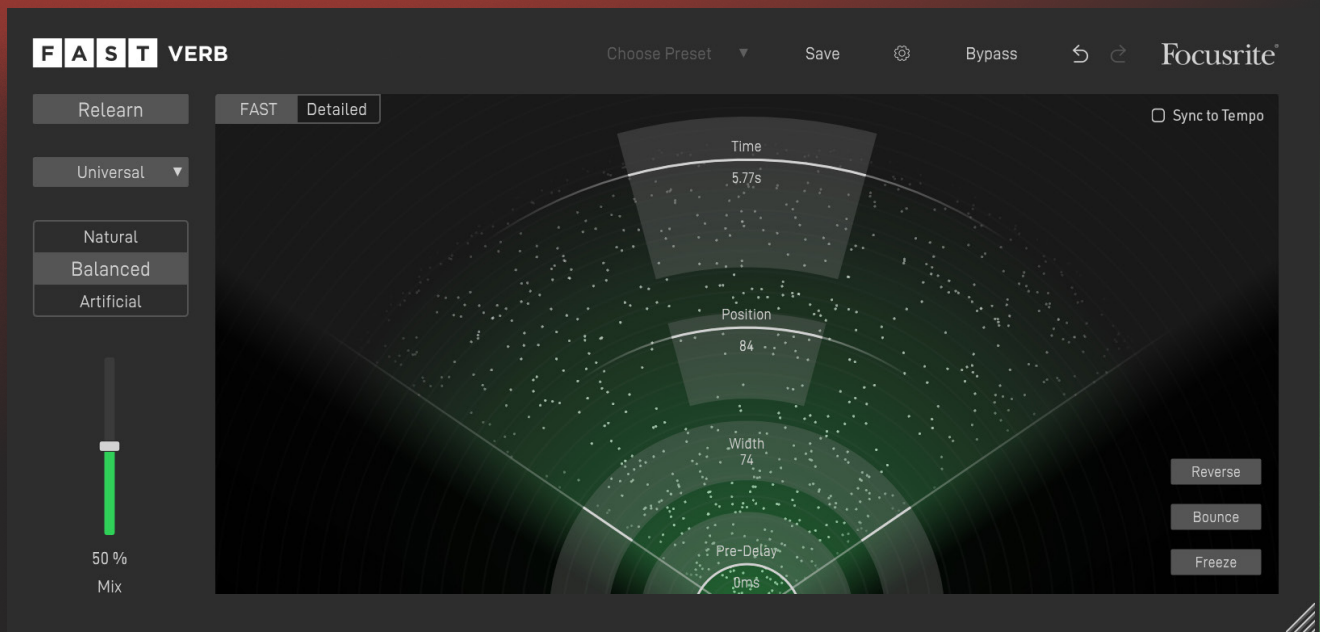 FAST VERB
Choose Preset
Save
Bypass
Focusrite®
Relearn
FAST
Detailed
Sync to Tempo
Universal
Natural
Balanced
Artificial
50 %
Mix
Time
5.77s
Position
84
Width
74
Pre-Delay
0ms
Reverse
Bounce
Freeze